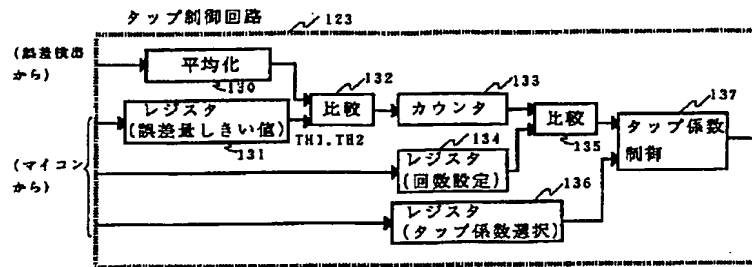 タップ制御回路
123
(誤差検出
から)
平均化
130
レジスタ
(誤差量しきい値)
131
TH1,TH2
132
比較
133
カウンタ
134
レジスタ
(回数設定)
比較
135
136
レジスタ
(タップ係数選択)
137
タップ係数
制御
(マイコン
から)